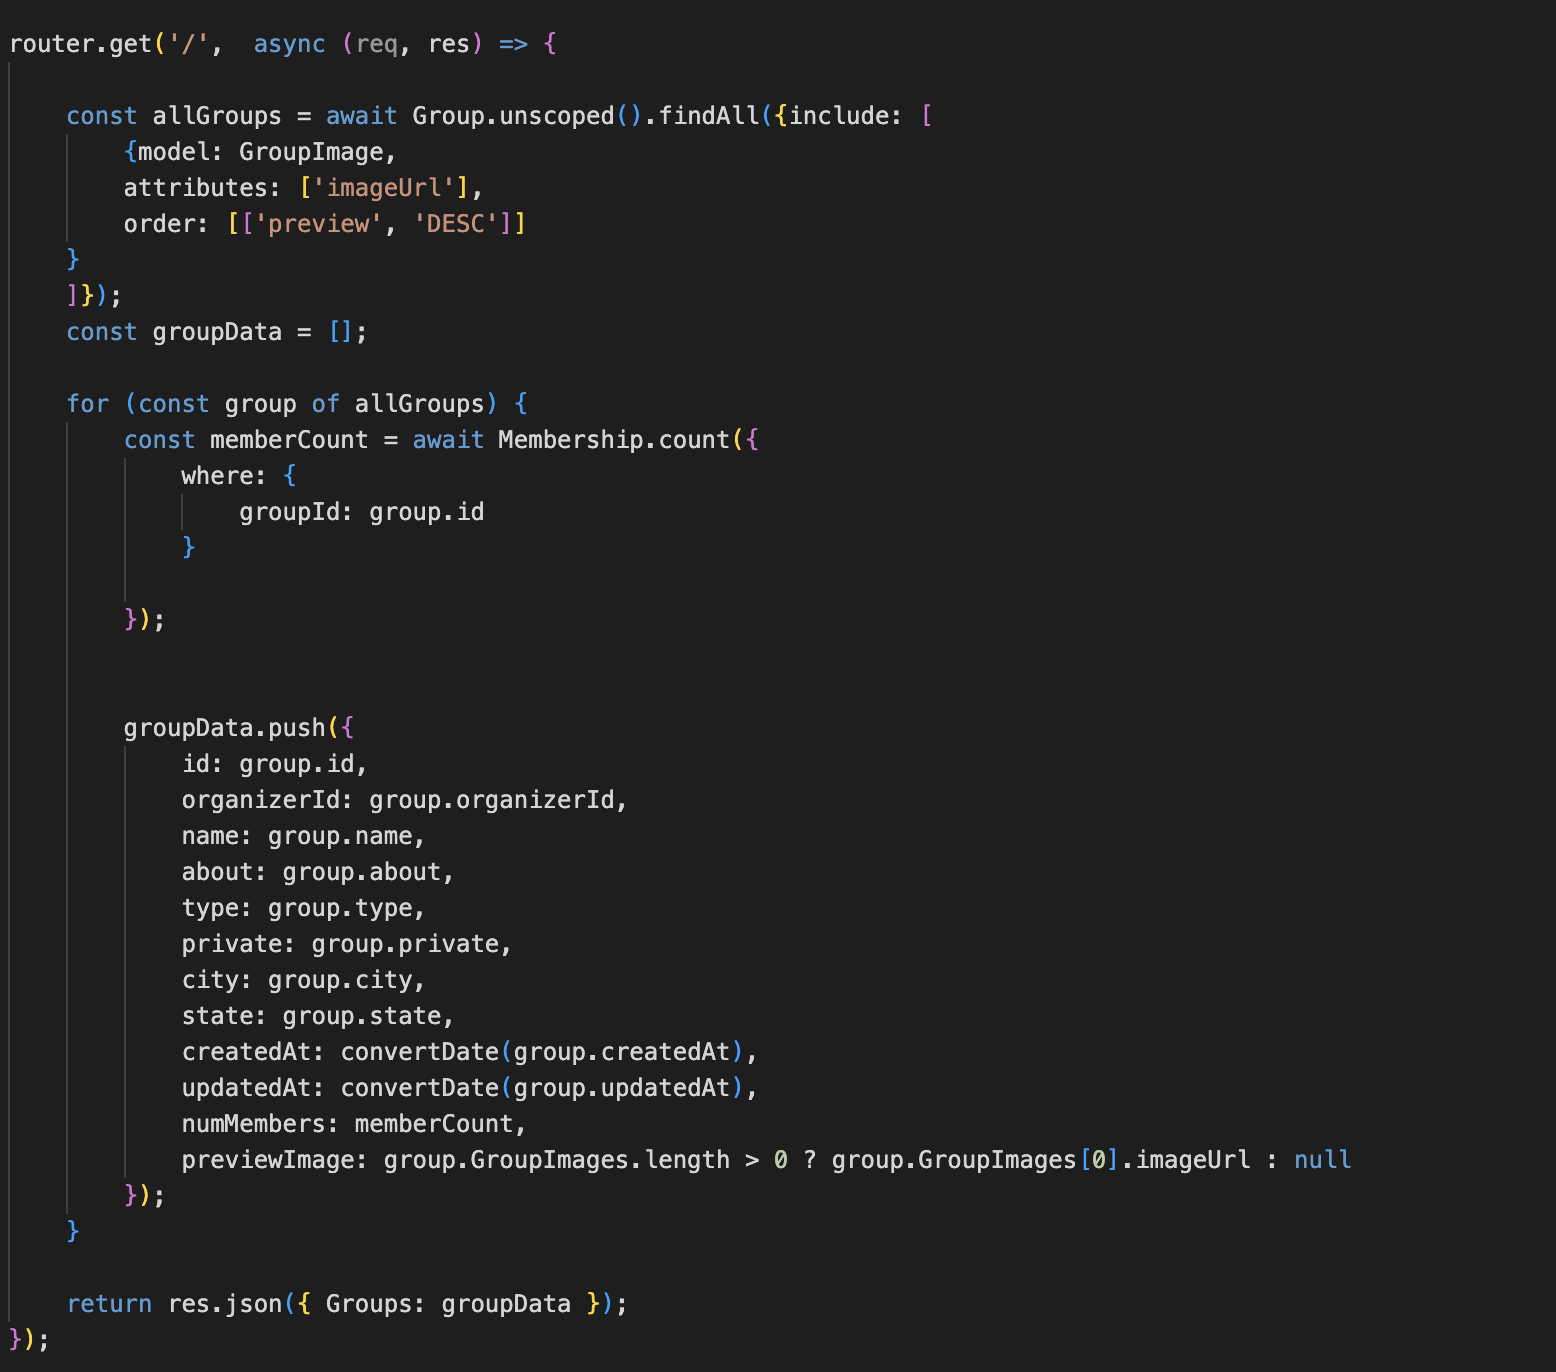 router.get('/',  async (req, res) => {
const allGroups = await Group.unscoped().findAll({include: [
{model: GroupImage,
attributes: ['imageUrl'],
order: [['preview', 'DESC']]
}
]});
const groupData = [];
for (const group of allGroups) {
const memberCount = await Membership.count({
where: {
groupId: group.id
}
});
groupData.push({
id: group.id,
organizerId: group.organizerId,
name: group.name,
about: group.about,
type: group.type,
private: group.private,
city: group.city,
state: group.state,
createdAt: convertDate(group.createdAt),
updatedAt: convertDate(group.updatedAt),
numMembers: memberCount,
previewImage: group.GroupImages.length > 0 ? group.GroupImages[0].imageUrl : null
});
}
return res.json({ Groups: groupData });
});